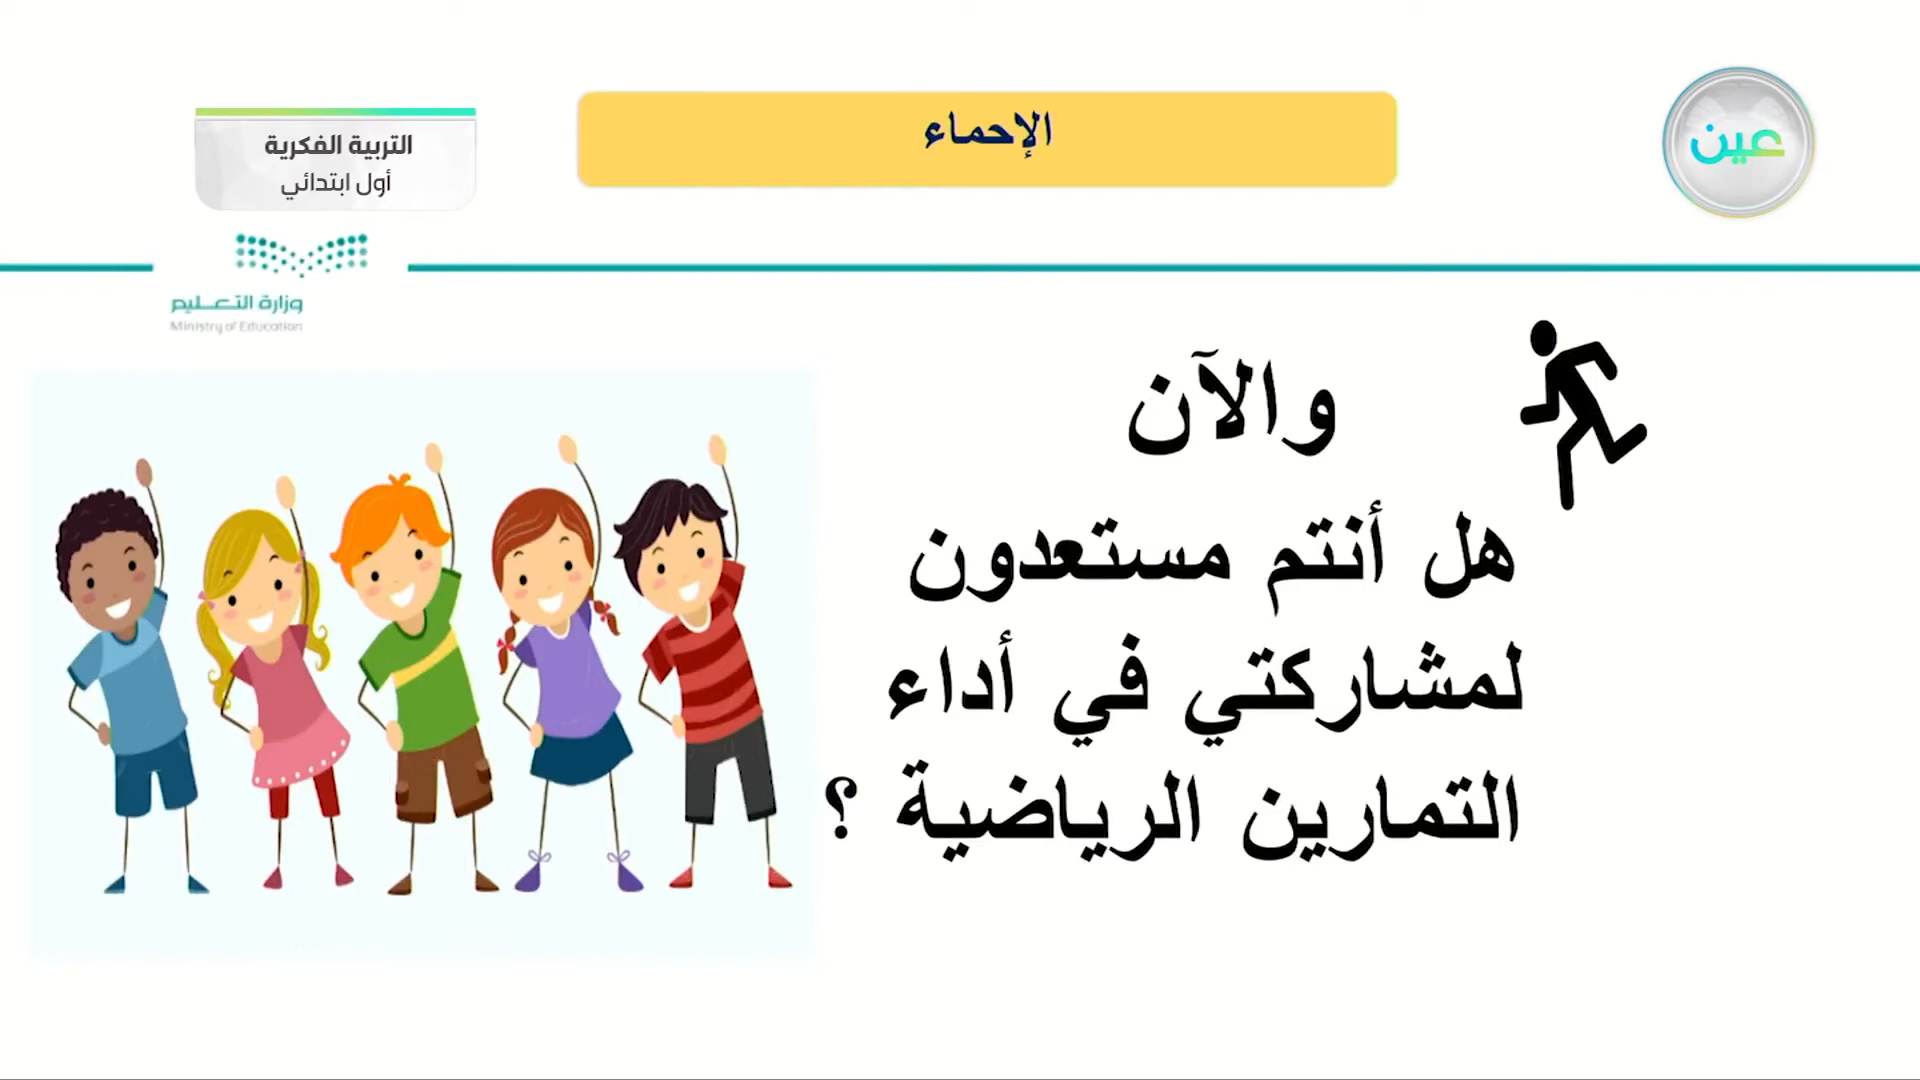 الإحماء
عين
التربية الفكرية
أول ابتدائي
وزارة التعـــليم
Ministry of Education
والآن
هل أنتم مستعدون
لمشاركتي في أداء
التمارين الرياضية ؟